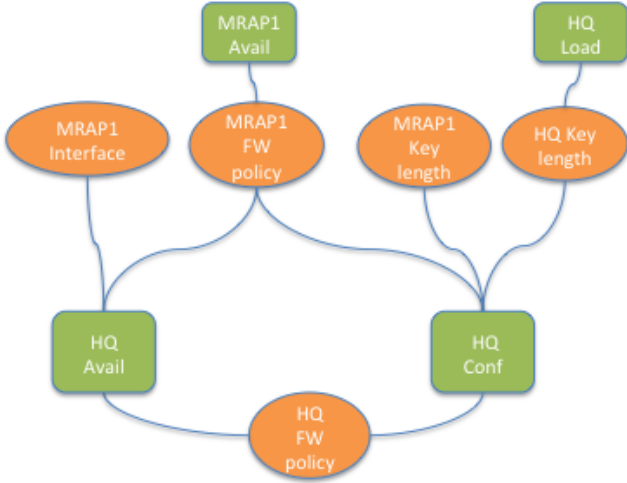 MRAP1
Avail
HQ
Load
MRAP1
Interface
MRAP1
FW
policy
MRAP1
Key
length
HQ Key
length
HQ
Avail
HQ
Conf
HQ
FW
policy